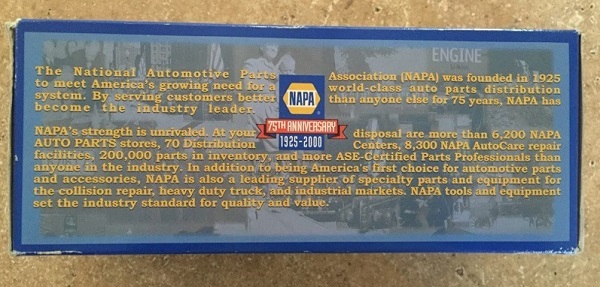 ENGINE
The National Automotive Parts Association (NAPA) was founded in 1925
to meet America's growing need for a world-class auto parts distribution
system. By serving customers better than anyone else for 75 years, NAPA has
become the industry leader.
NAPA
75TH ANNIVERSARY
1925-2000
NAPA's strength is unrivaled. At your disposal are more than 6,200 NAPA
AUTO PARTS stores, 70 Distribution Centers, 8,300 NAPA AutoCare repair
facilities, 200,000 parts in inventory, and more ASE-Certified Parts Professionals than
anyone in the industry. In addition to being America's first choice for automotive parts
and accessories, NAPA is also a leading supplier of specialty parts and equipment for
the collision repair, heavy duty truck, and industrial markets. NAPA tools and equipment
set the industry standard for quality and value.